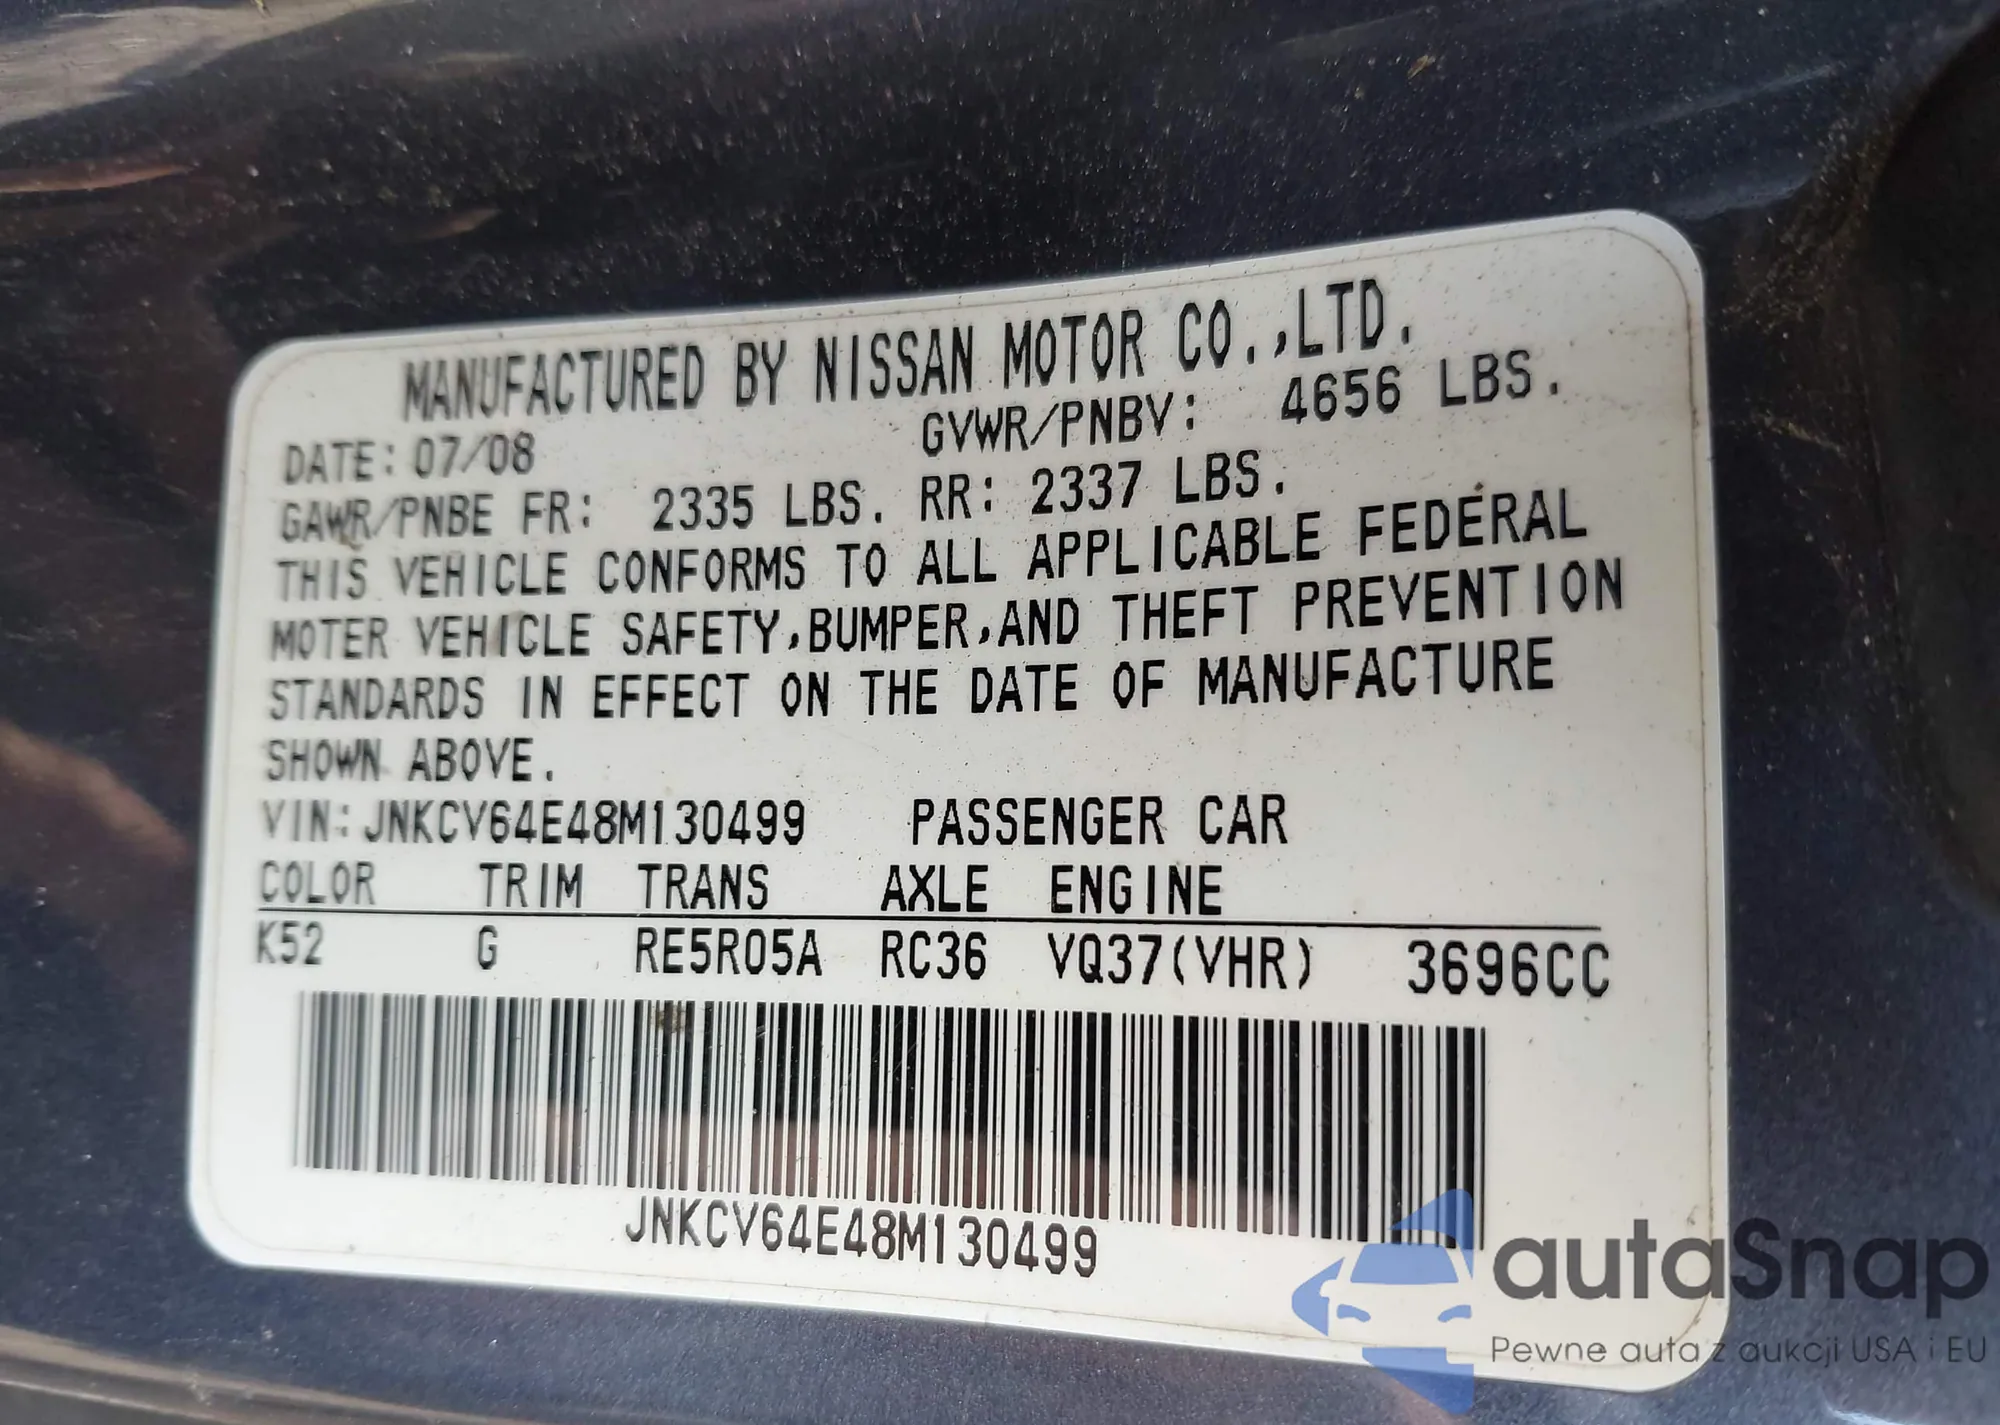 MANUFACTURED BY NISSAN MOTOR CO.,LTD.
DATE: 07/08 GVWR/PNBV: 4656 LBS.
GAWR/PNBE FR: 2335 LBS. RR: 2337 LBS.
THIS VEHICLE CONFORMS TO ALL APPLICABLE FEDERAL
MOTER VEHICLE SAFETY,BUMPER,AND THEFT PREVENTION
STANDARDS IN EFFECT ON THE DATE OF MANUFACTURE
SHOWN ABOVE.
VIN:JNKCV64E48M130499 PASSENGER CAR
COLOR TRIM TRANS AXLE ENGINE
K52 G RE5R05A RC36 VQ37(VHR) 3696CC
JNKCV64E48M130499
autaSnap
Pewne auta z aukcji USA i EU